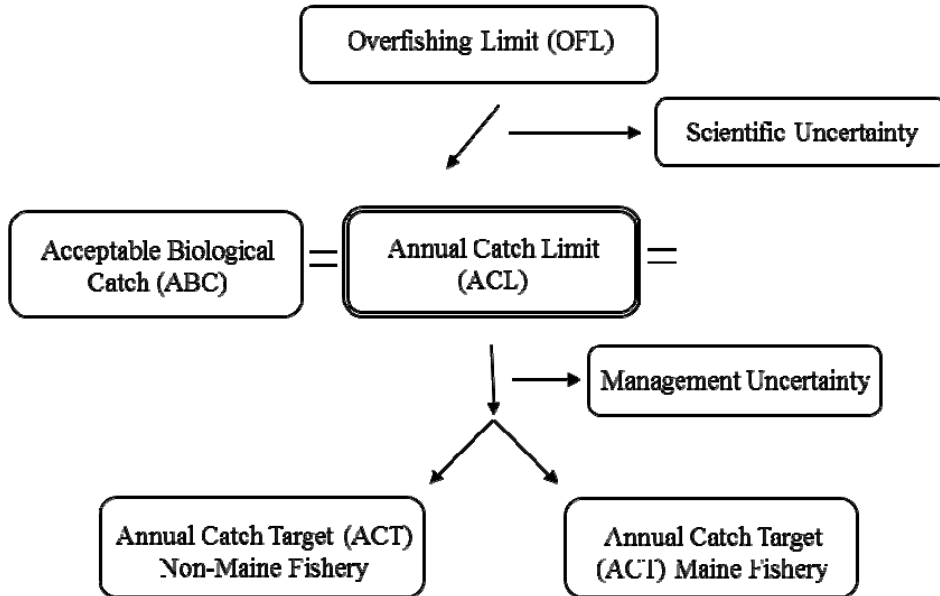 Overfishing Limit (OFL)
Scientific Uncertainty
Acceptable Biological
Catch (ABC)
=
Annual Catch Limit
(ACL)
=
Management Uncertainty
Annual Catch Target (ACT)
Non-Maine Fishery
Annual Catch Target
(ACT) Maine Fishery